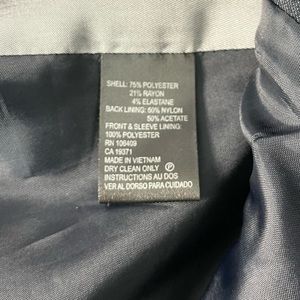 SHELL: 75% POLYESTER
21% RAYON
4% ELASTANE
BACK LINING: 50% NYLON
50% ACETATE
FRONT & SLEEVE LINING:
100% POLYESTER
RN 106409
CA 19371
MADE IN VIETNAM
DRY CLEAN ONLY Ⓟ
INSTRUCTIONS AU DOS
VER AL DORSO PARA CUIDADO